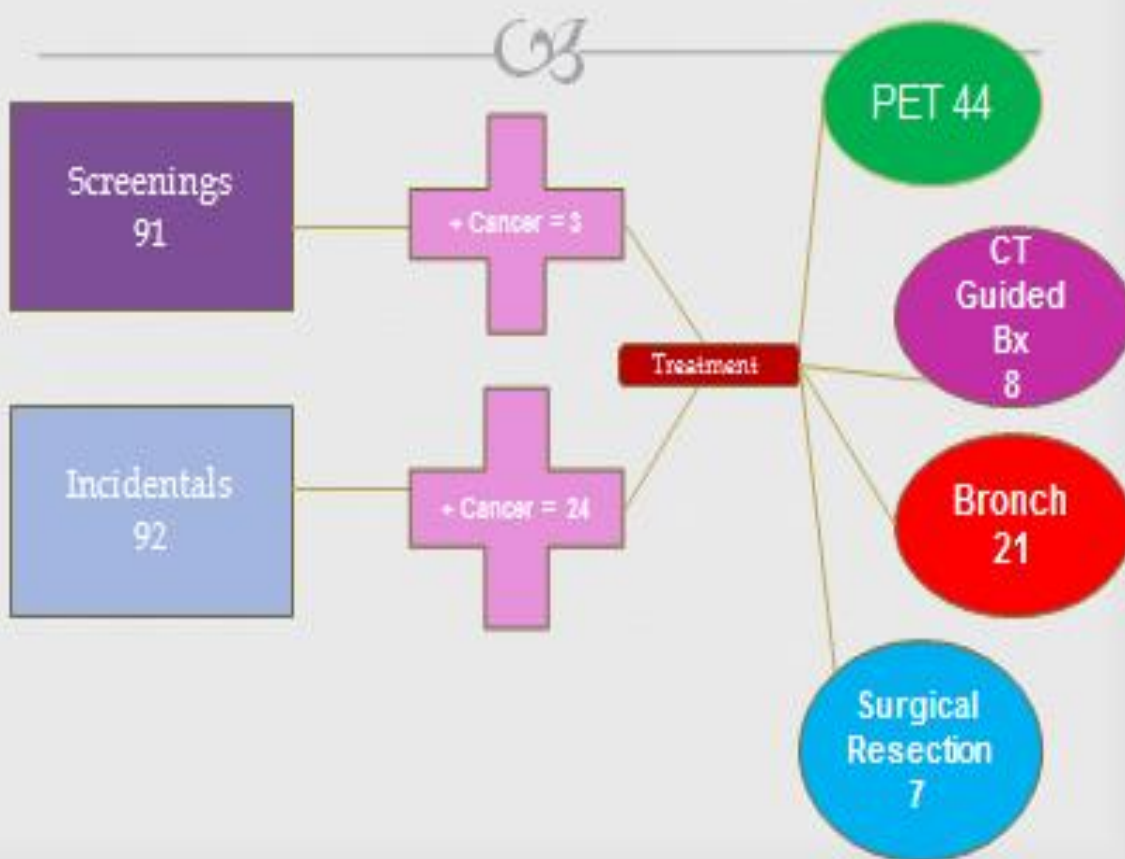 Screenings
91
+ Cancer = 3
Incidentals
92
+ Cancer = 24
Treatment
PET 44
CT
Guided
Bx
8
Bronch
21
Surgical
Resection
7